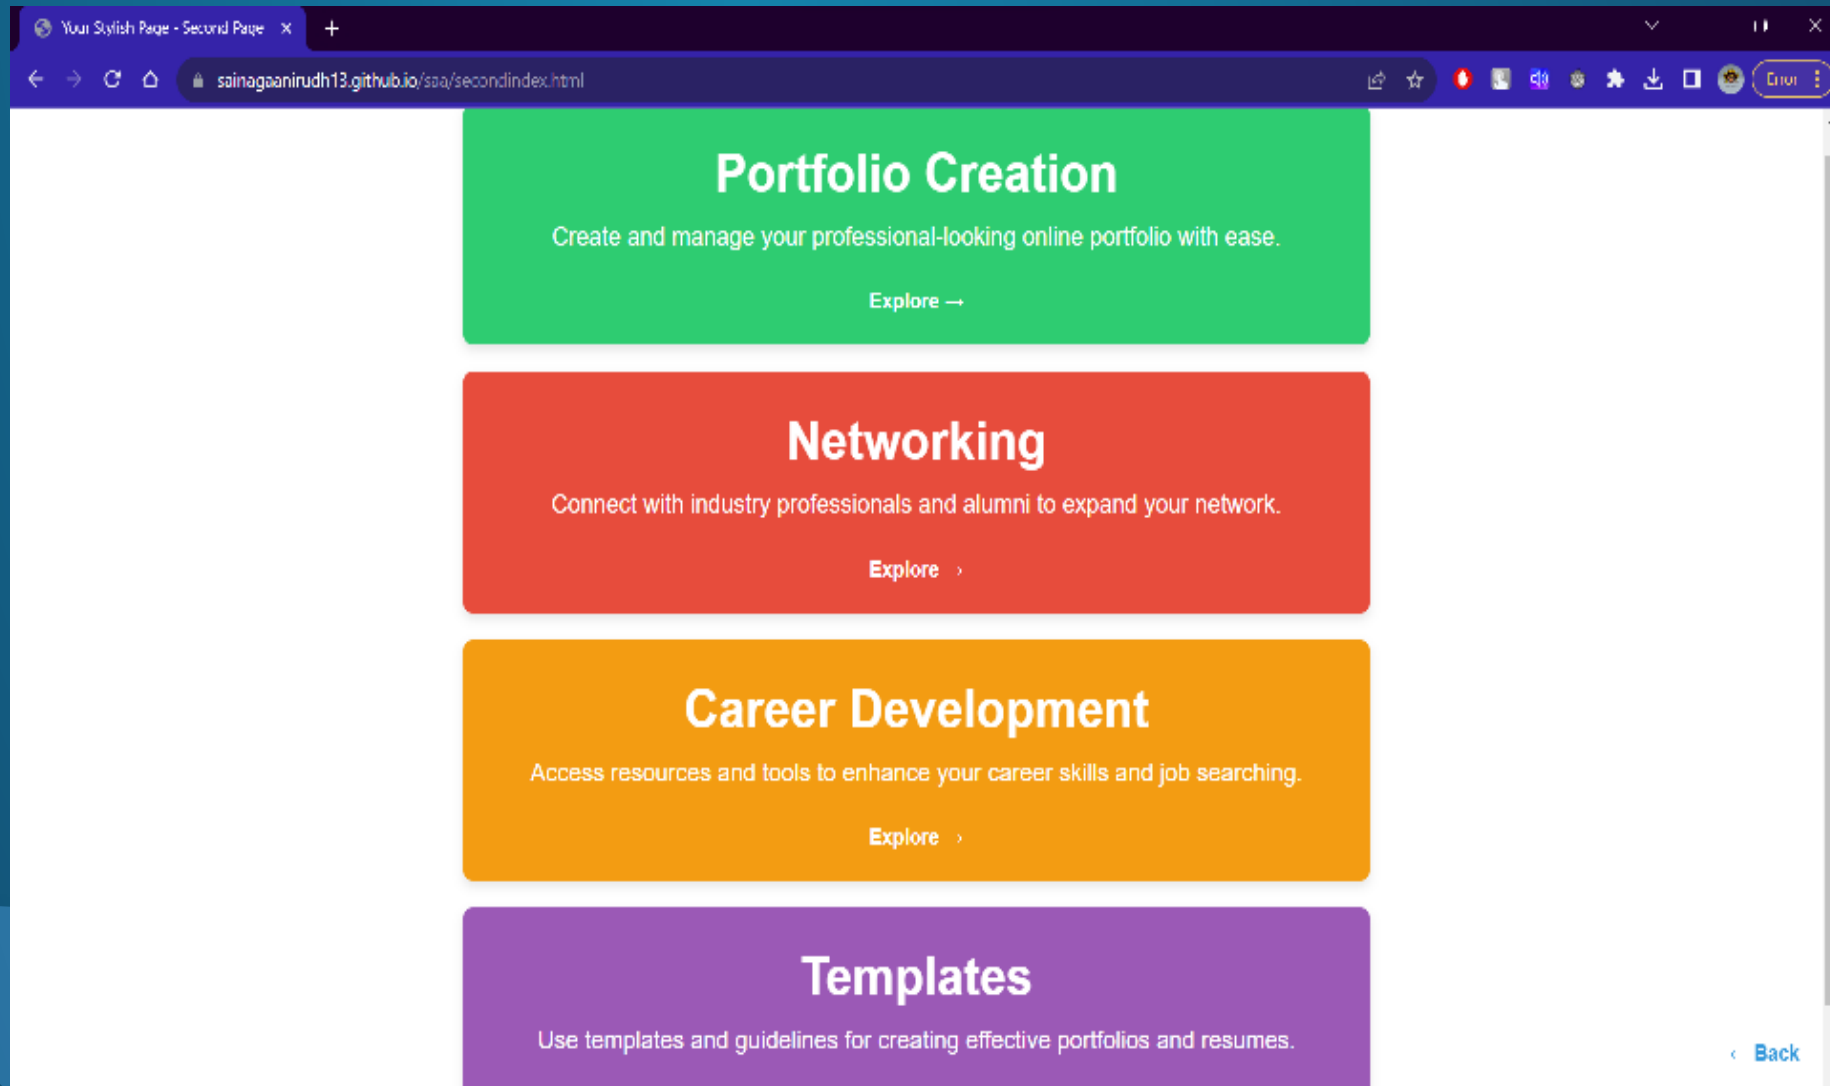 Your Stylish Page - Second Page
sainagaanirudh13.github.io/saa/secondindex.html
Error
Portfolio Creation
Create and manage your professional-looking online portfolio with ease.
Explore →
Networking
Connect with industry professionals and alumni to expand your network.
Explore →
Career Development
Access resources and tools to enhance your career skills and job searching.
Explore →
Templates
Use templates and guidelines for creating effective portfolios and resumes.
← Back